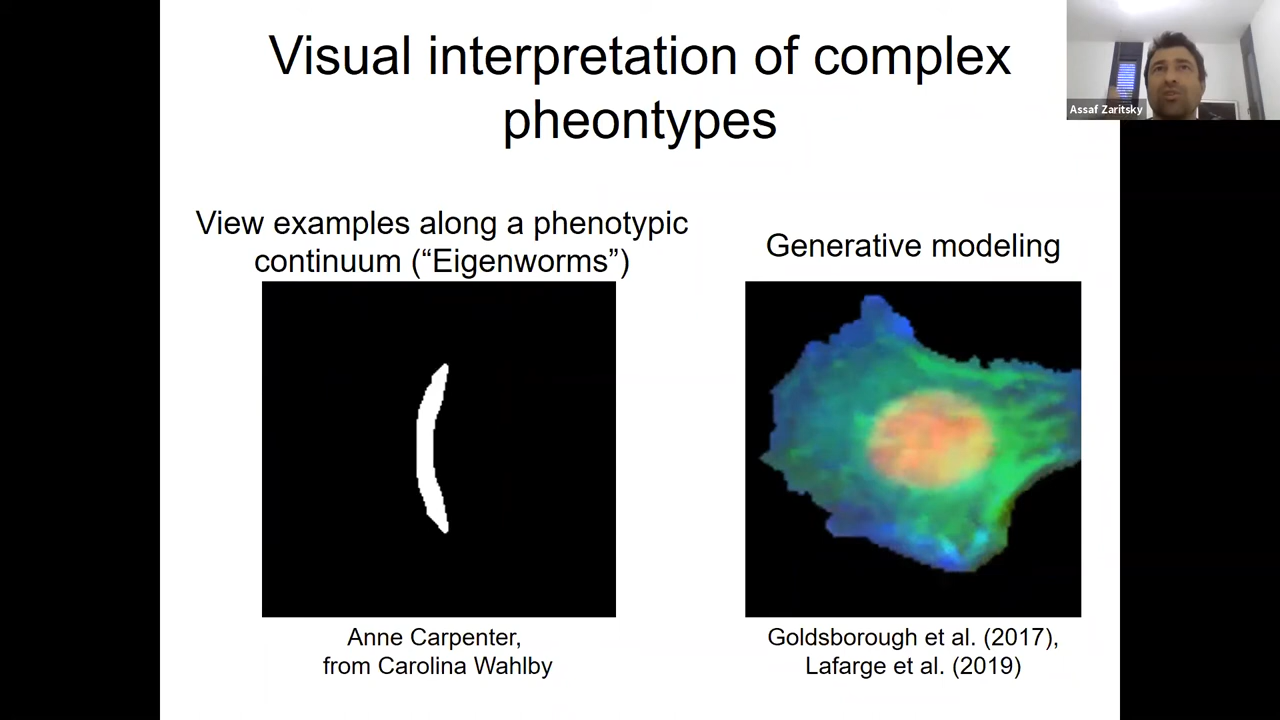 Visual interpretation of complex
pheontypes
Assaf Zaritsky
View examples along a phenotypic
continuum (“Eigenworms”)
Generative modeling
Anne Carpenter,
from Carolina Wahlby
Goldsborough et al. (2017),
Lafarge et al. (2019)